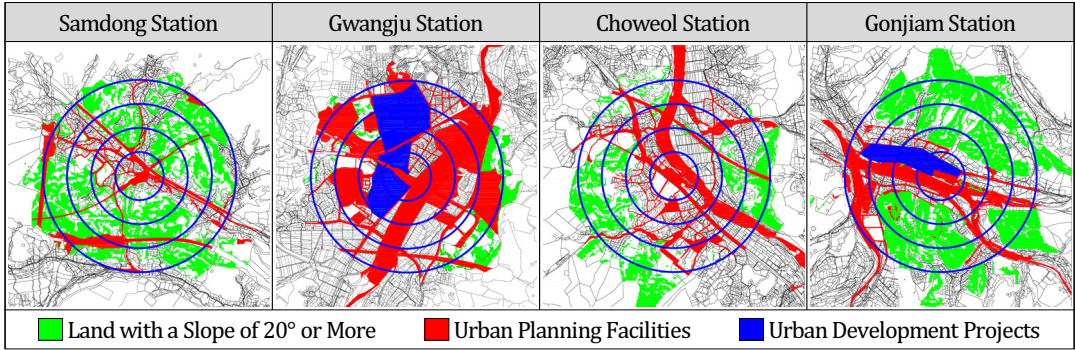 Samdong Station
Gwangju Station
Choweol Station
Gonjiam Station
Land with a Slope of 20° or More
Urban Planning Facilities
Urban Development Projects